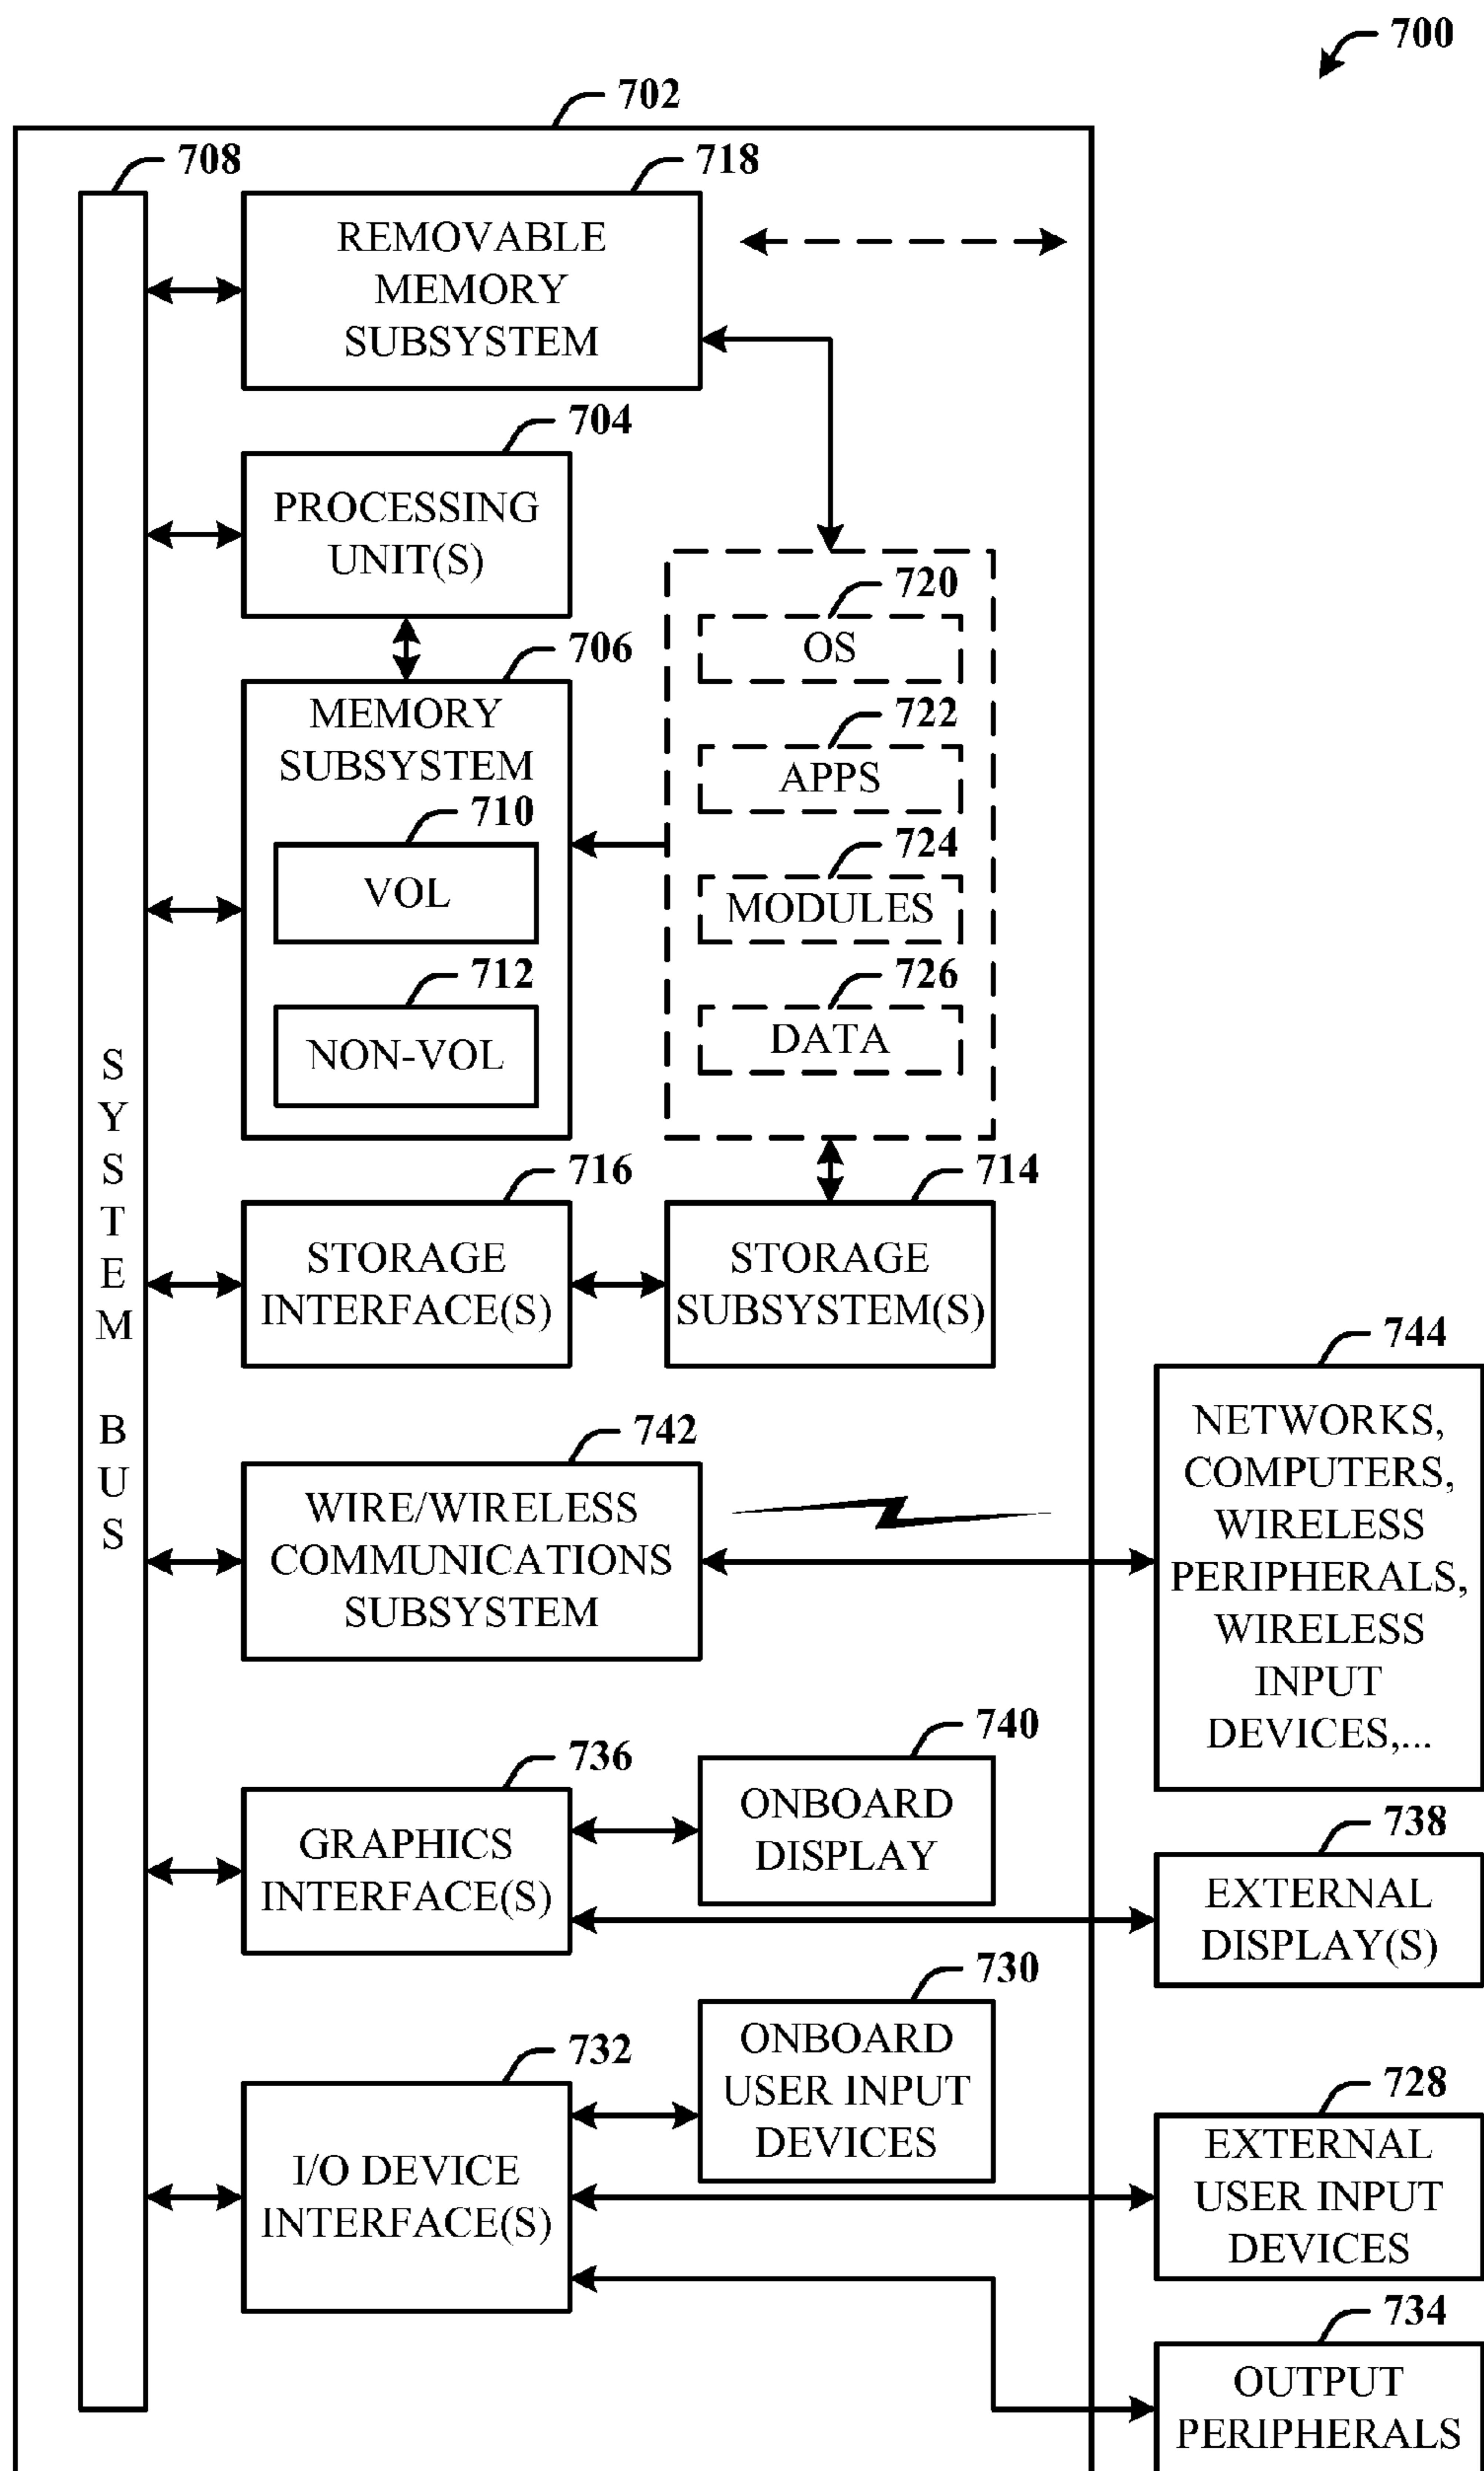 700
702
708
718
REMOVABLE
MEMORY
SUBSYSTEM
704
PROCESSING
UNIT(S)
720
OS
706
MEMORY
SUBSYSTEM
722
APPS
710
VOL
724
MODULES
712
NON-VOL
726
DATA
SYSTEM BUS
716
STORAGE
INTERFACE(S)
714
STORAGE
SUBSYSTEM(S)
744
NETWORKS,
COMPUTERS,
WIRELESS
PERIPHERALS,
WIRELESS
INPUT
DEVICES,...
742
WIRE/WIRELESS
COMMUNICATIONS
SUBSYSTEM
736
GRAPHICS
INTERFACE(S)
740
ONBOARD
DISPLAY
738
EXTERNAL
DISPLAY(S)
732
I/O DEVICE
INTERFACE(S)
730
ONBOARD
USER INPUT
DEVICES
728
EXTERNAL
USER INPUT
DEVICES
734
OUTPUT
PERIPHERALS